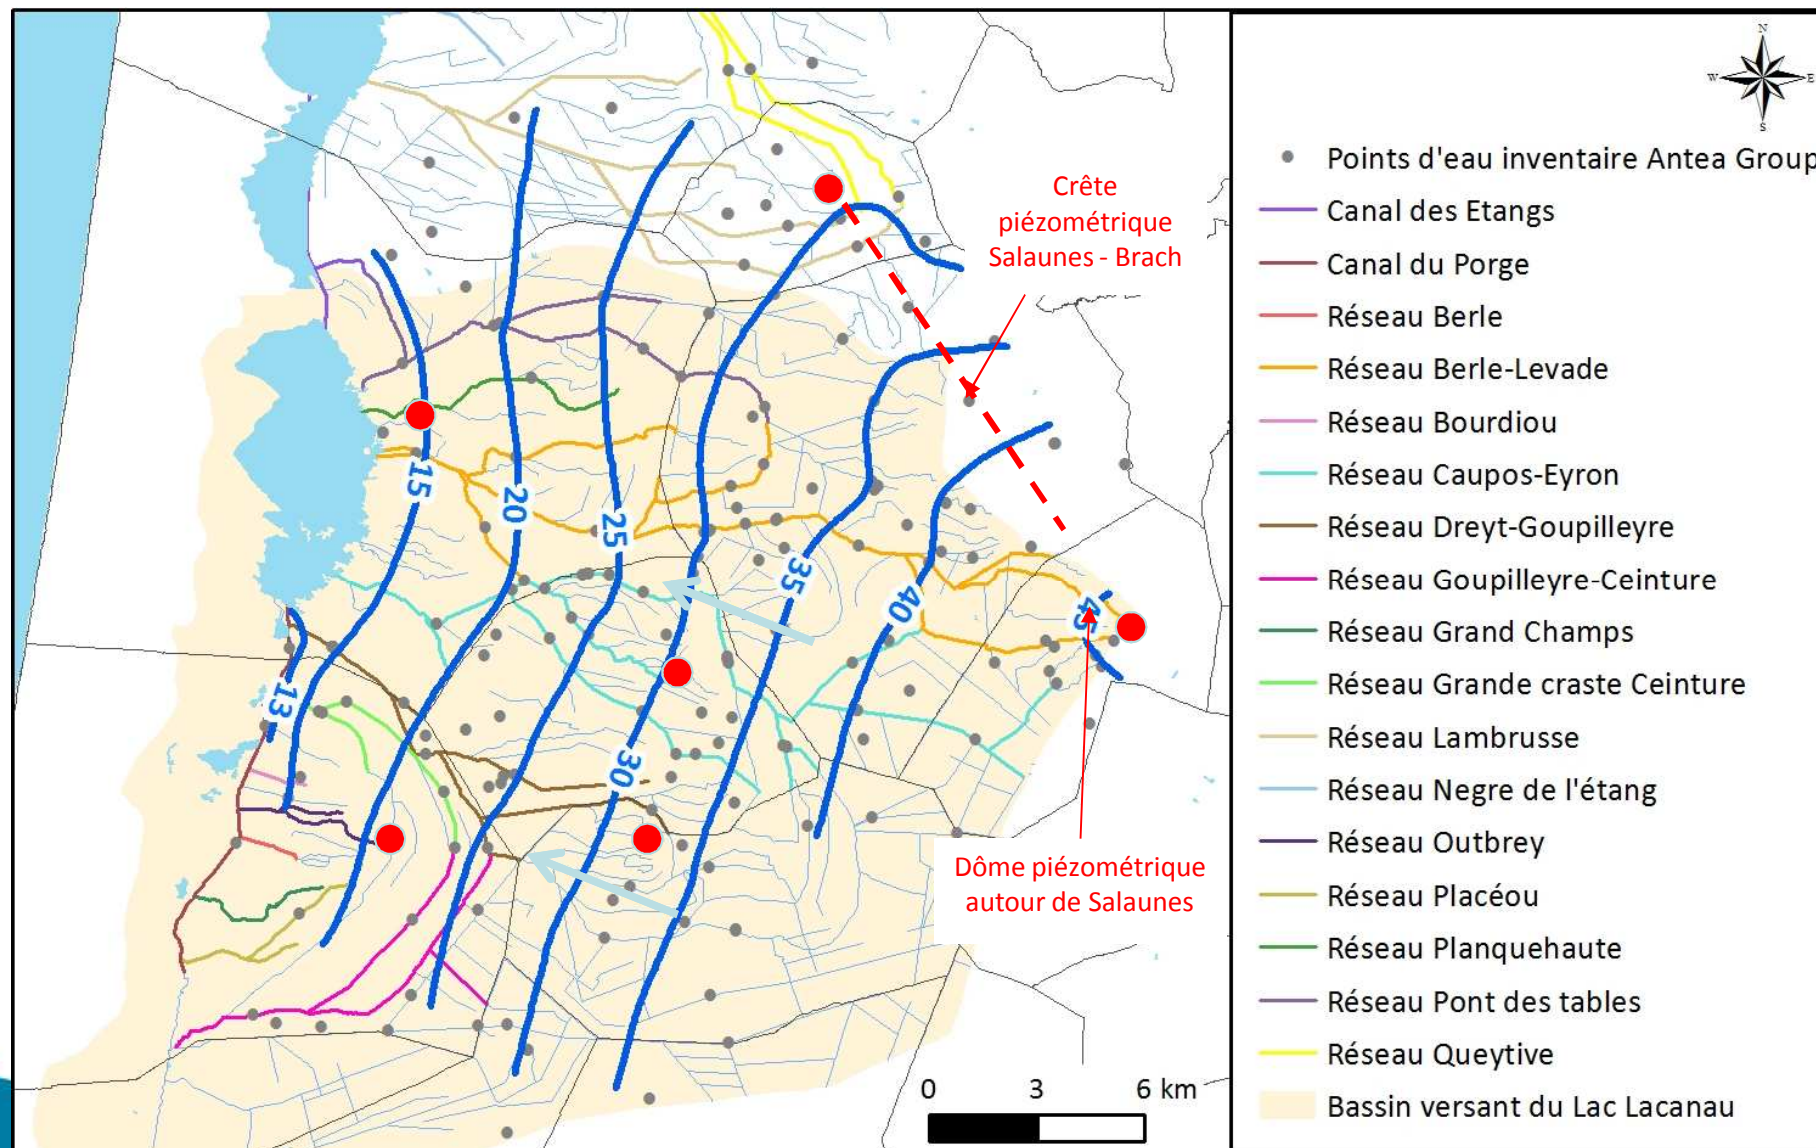 N
W
E
S
Crête
piézométrique
Salaunes - Brach
15
20
25
35
40
45
13
30
Dôme piézométrique
autour de Salaunes
0 3 6 km
Points d'eau inventaire Antea Group
Canal des Etangs
Canal du Porge
Réseau Berle
Réseau Berle-Levade
Réseau Bourdiou
Réseau Caupos-Eyron
Réseau Dreyt-Goupilleyre
Réseau Goupilleyre-Ceinture
Réseau Grand Champs
Réseau Grande craste Ceinture
Réseau Lambrusse
Réseau Negre de l'étang
Réseau Outbrey
Réseau Placéou
Réseau Planquehaute
Réseau Pont des tables
Réseau Queytive
Bassin versant du Lac Lacanau